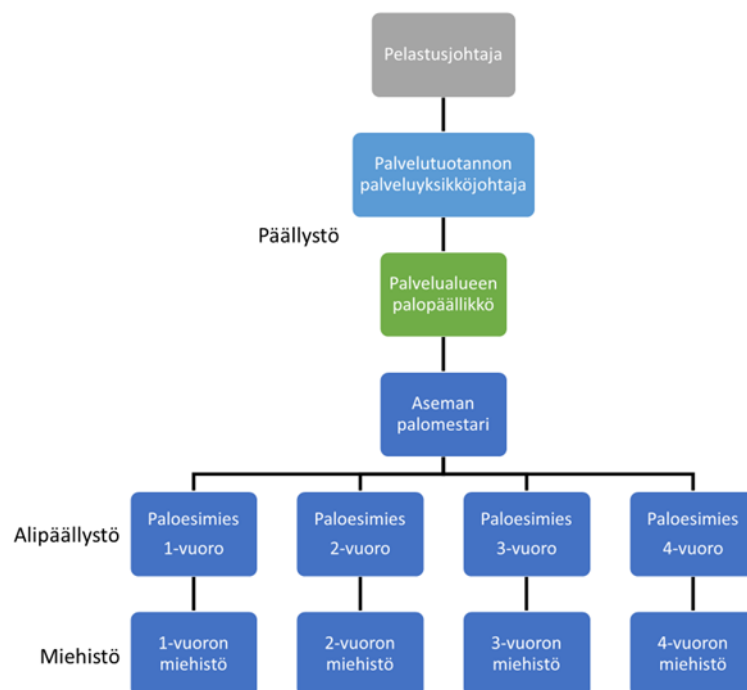 Pelastusjohtaja
Palvelutuotannon
palveluyksikköjohtaja
Päällystö
Palvelualueen
palopäällikkö
Aseman
palomestari
Alipäällystö
Paloesimies
1-vuoro
Paloesimies
2-vuoro
Paloesimies
3-vuoro
Paloesimies
4-vuoro
Miehistö
1-vuoron
miehistö
2-vuoron
miehistö
3-vuoron
miehistö
4-vuoron
miehistö